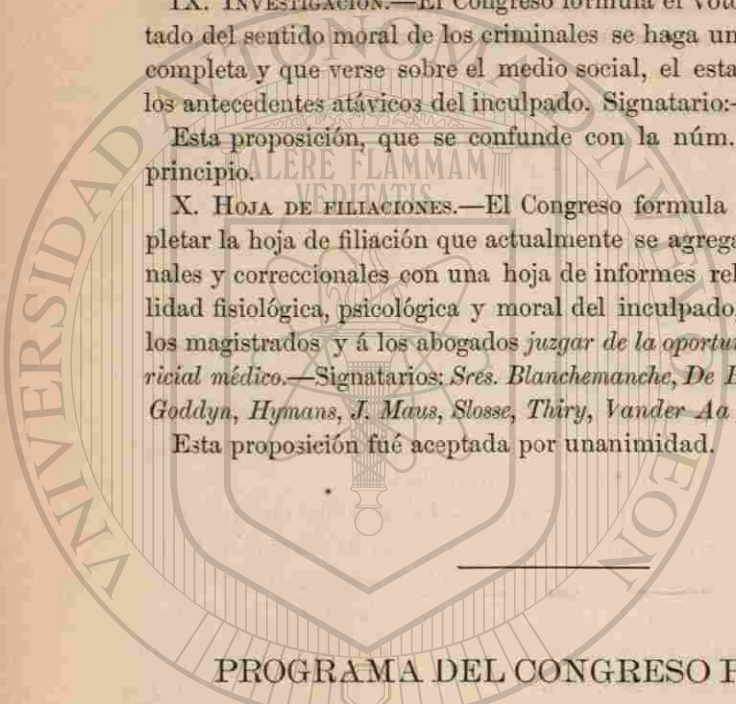 IX. INVESTIGACIÓN.—El Congreso formula el voto
tado del sentido moral de los criminales se haga un
completa y que verse sobre el medio social, el esta
los antecedentes atávicos del inculpado. Signatario:-
Esta proposición, que se confunde con la núm.
principio.
X. HOJA DE FILIACIONES.—El Congreso formula
pletar la hoja de filiación que actualmente se agrega
nales y correccionales con una hoja de informes rel
lidad fisiológica, psicológica y moral del inculpado,
los magistrados y á los abogados juzgar de la oportu
ricial médico.—Signatarios: Sres. Blanchemanche, De B
Goddyn, Hymans, J. Maus, Slosse, Thiry, Vander Aa
Esta proposición fué aceptada por unanimidad.
PROGRAMA DEL CONGRESO P
UNIVERSIDAD AUTONOMA DE NUEVO LEON
ALERE FLAMMAM
VERITATIS